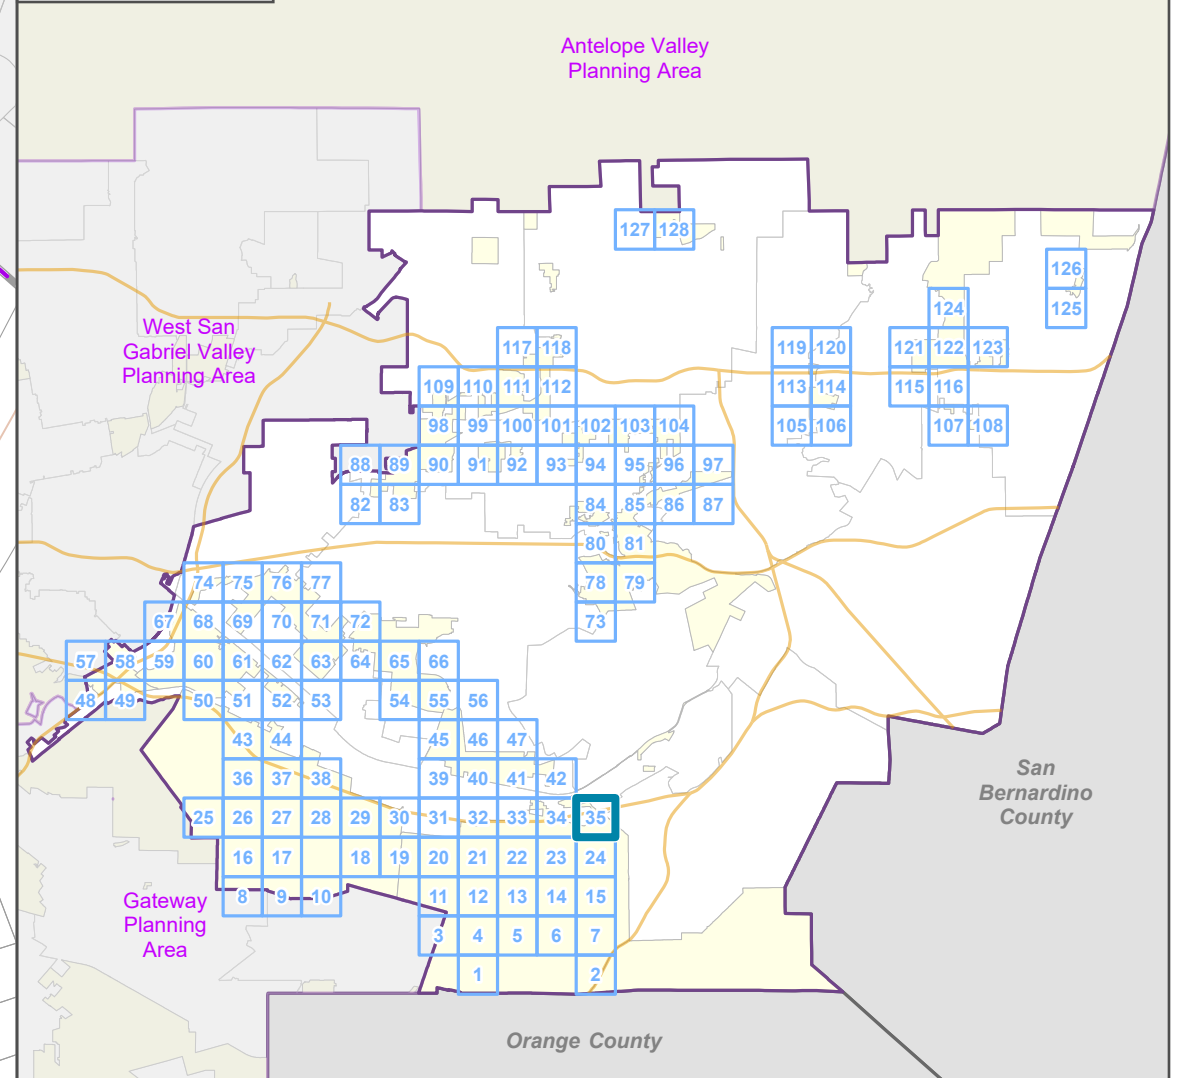 Antelope Valley
Planning Area
127 128
126
124 125
West San
Gabriel Valley
Planning Area
117 118 119 120 121 122 123
109 110 111 112 113 114 115 116
98 99 100 101 102 103 104 105 106 107 108
88 89 90 91 92 93 94 95 96 97
82 83 84 85 86 87
80 81
74 75 76 77 78 79
67 68 69 70 71 72 73
57 58 59 60 61 62 63 64 65 66
48 49 50 51 52 53 54 55 56
43 44 45 46 47
36 37 38 39 40 41 42
San
Bernardino
County
25 26 27 28 29 30 31 32 33 34 35
16 17 18 19 20 21 22 23 24
8 9 10 11 12 13 14 15
Gateway
Planning
Area
3 4 5 6 7
1 2
Orange County